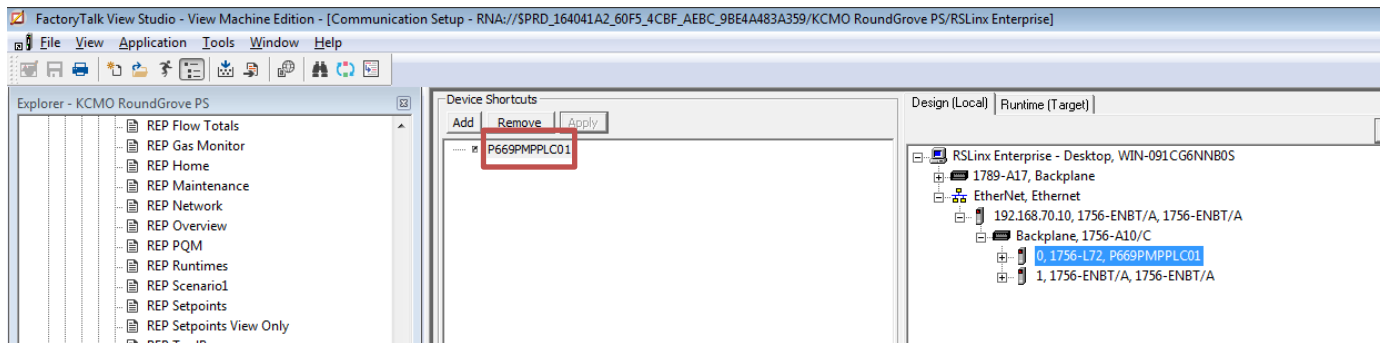 FactoryTalk View Studio - View Machine Edition - [Communication Setup - RNA://$PRD_164041A2_60F5_4CBF_AEBC_9BE4A483A359/KCMO RoundGrove PS/RSLinx Enterprise]
File View Application Tools Window Help
Explorer - KCMO RoundGrove PS
REP Flow Totals
REP Gas Monitor
REP Home
REP Maintenance
REP Network
REP Overview
REP PQM
REP Runtimes
REP Scenario1
REP Setpoints
REP Setpoints View Only
Device Shortcuts
Add Remove Apply
P669PMPPLC01
Design (Local) Runtime (Target)
RSLinx Enterprise - Desktop, WIN-091CG6NNB0S
1789-A17, Backplane
EtherNet, Ethernet
192.168.70.10, 1756-ENBT/A, 1756-ENBT/A
Backplane, 1756-A10/C
0, 1756-L72, P669PMPPLC01
1, 1756-ENBT/A, 1756-ENBT/A